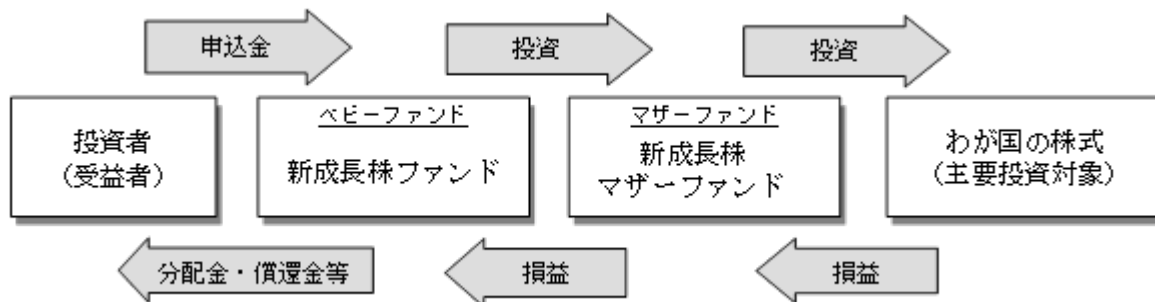 申込金
投資
投資
投資者
(受益者)
ベビーファンド
新成長株ファンド
マザーファンド
新成長株
マザーファンド
わが国の株式
(主要投資対象)
分配金・償還金等
損益
損益